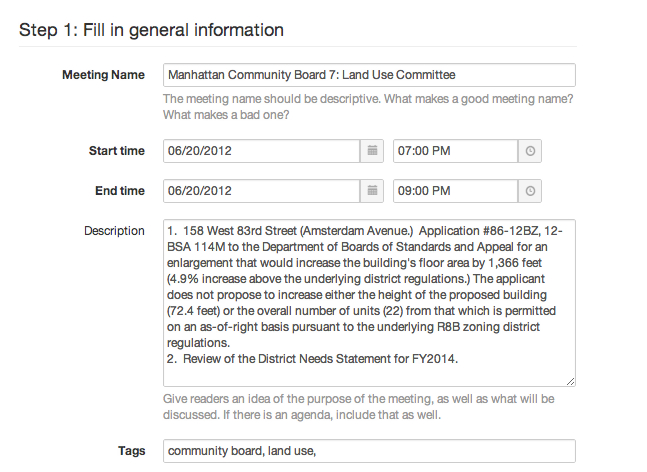 Step 1: Fill in general information
Meeting Name
Manhattan Community Board 7: Land Use Committee
The meeting name should be descriptive. What makes a good meeting name?
What makes a bad one?
Start time
06/20/2012
07:00 PM
End time
06/20/2012
09:00 PM
Description
1.  158 West 83rd Street (Amsterdam Avenue.)  Application #86-12BZ, 12-
BSA 114M to the Department of Boards of Standards and Appeal for an
enlargement that would increase the building's floor area by 1,366 feet
(4.9% increase above the underlying district regulations.) The applicant
does not propose to increase either the height of the proposed building
(72.4 feet) or the overall number of units (22) from that which is permitted
on an as-of-right basis pursuant to the underlying R8B zoning district
regulations.
2.  Review of the District Needs Statement for FY2014.
Give readers an idea of the purpose of the meeting, as well as what will be
discussed. If there is an agenda, include that as well.
Tags
community board, land use,